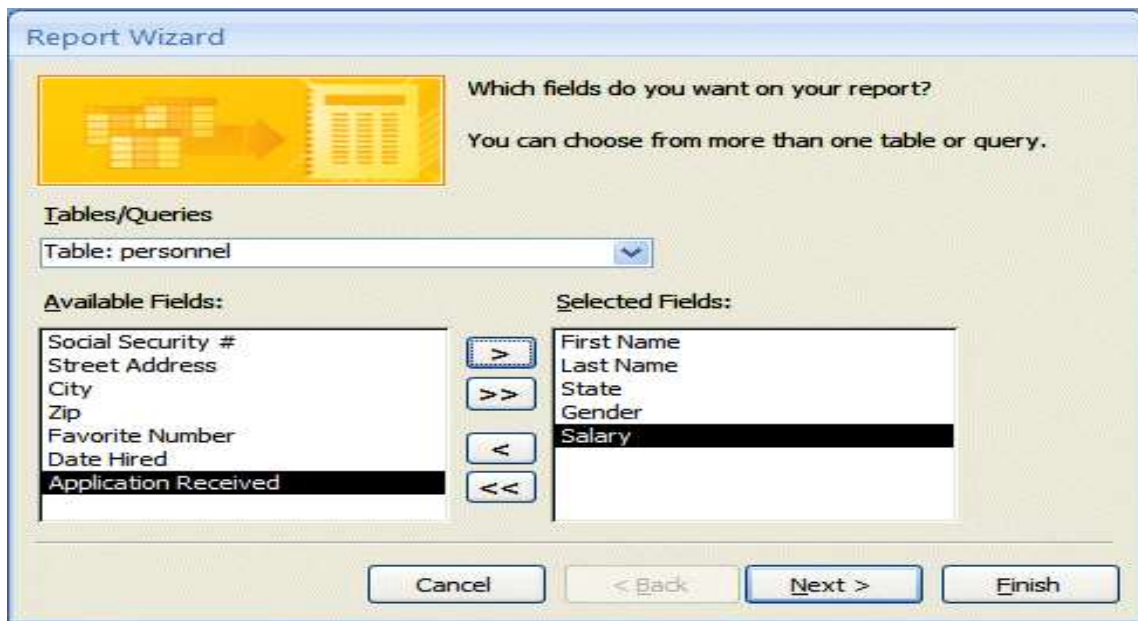 Report Wizard
Which fields do you want on your report?
You can choose from more than one table or query.
Tables/Queries
Table: personnel
Available Fields:
Social Security #
Street Address
City
Zip
Favorite Number
Date Hired
Application Received
>
>>
<
<<
Selected Fields:
First Name
Last Name
State
Gender
Salary
Cancel
< Back
Next >
Finish